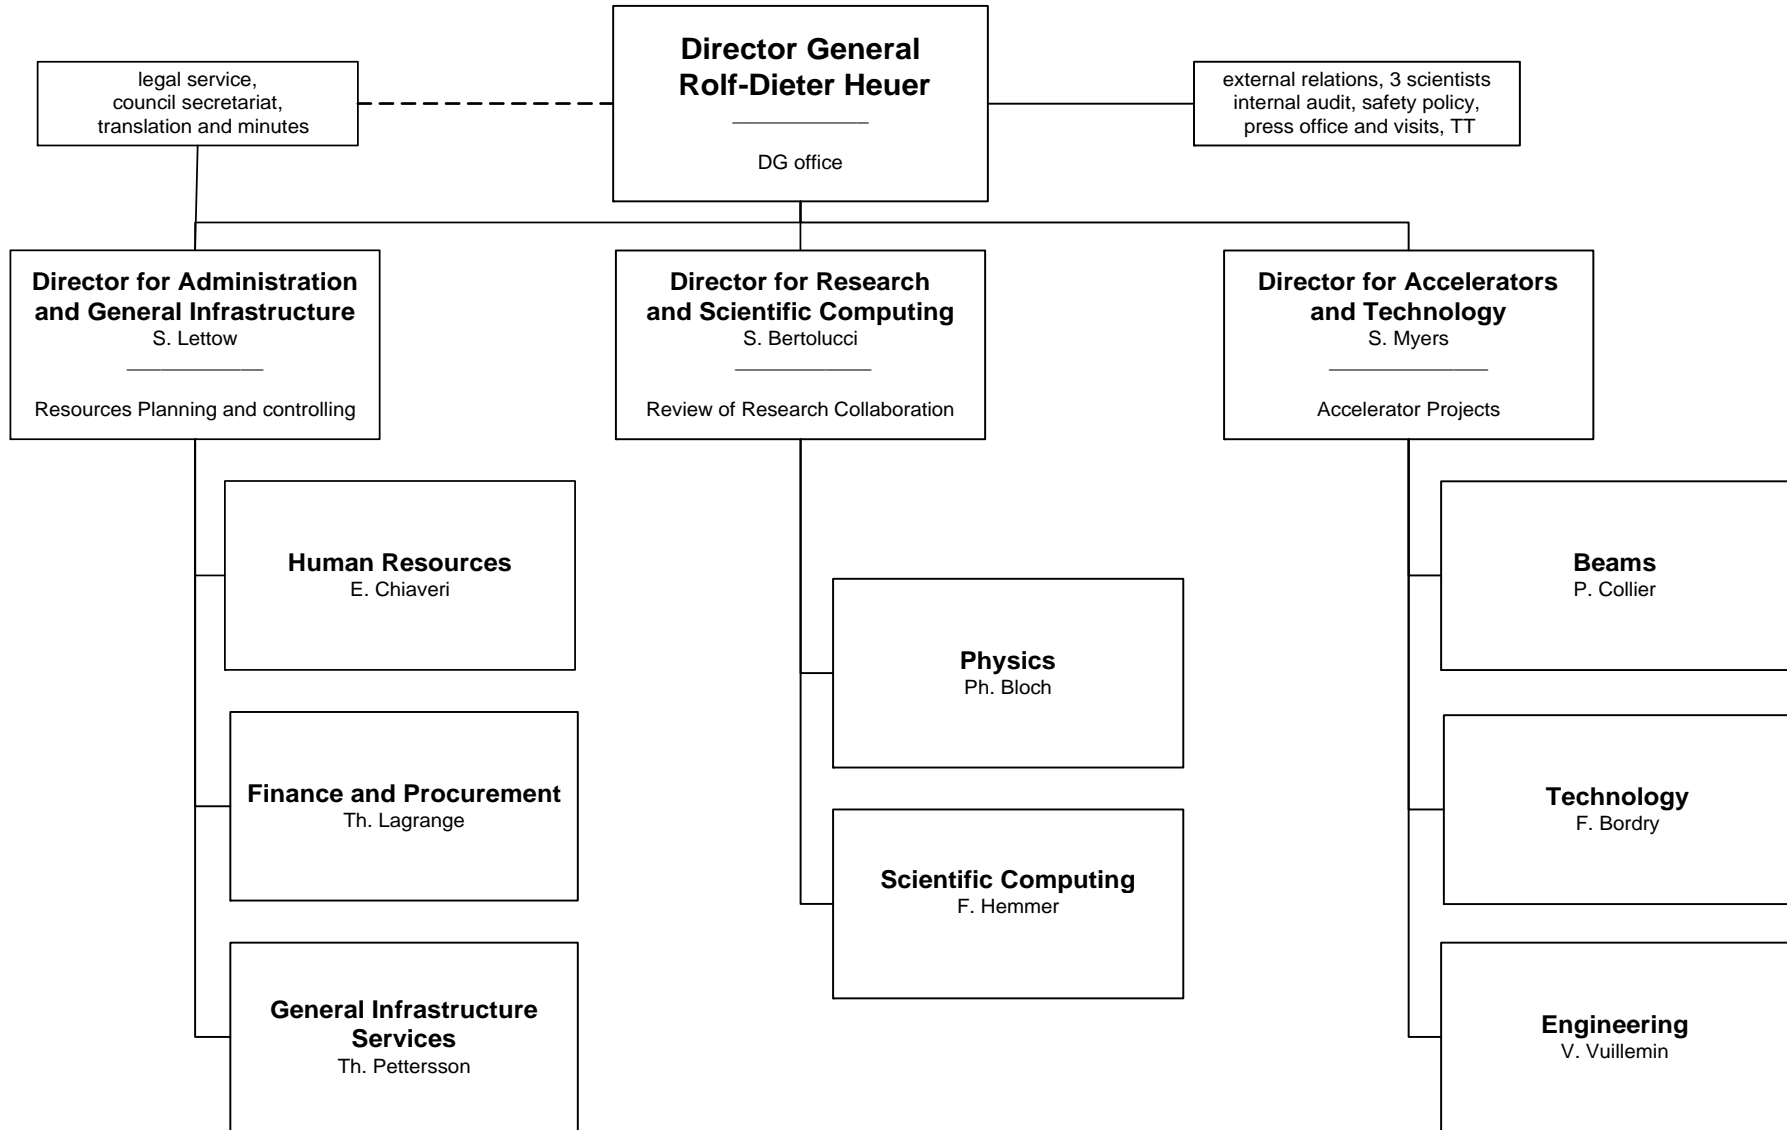 Director General
Rolf-Dieter Heuer
DG office
legal service,
council secretariat,
translation and minutes
external relations, 3 scientists
internal audit, safety policy,
press office and visits, TT
Director for Administration
and General Infrastructure
S. Lettow
Resources Planning and controlling
Director for Research
and Scientific Computing
S. Bertolucci
Review of Research Collaboration
Director for Accelerators
and Technology
S. Myers
Accelerator Projects
Human Resources
E. Chiaveri
Finance and Procurement
Th. Lagrange
General Infrastructure
Services
Th. Pettersson
Physics
Ph. Bloch
Scientific Computing
F. Hemmer
Beams
P. Collier
Technology
F. Bordry
Engineering
V. Vuillemin